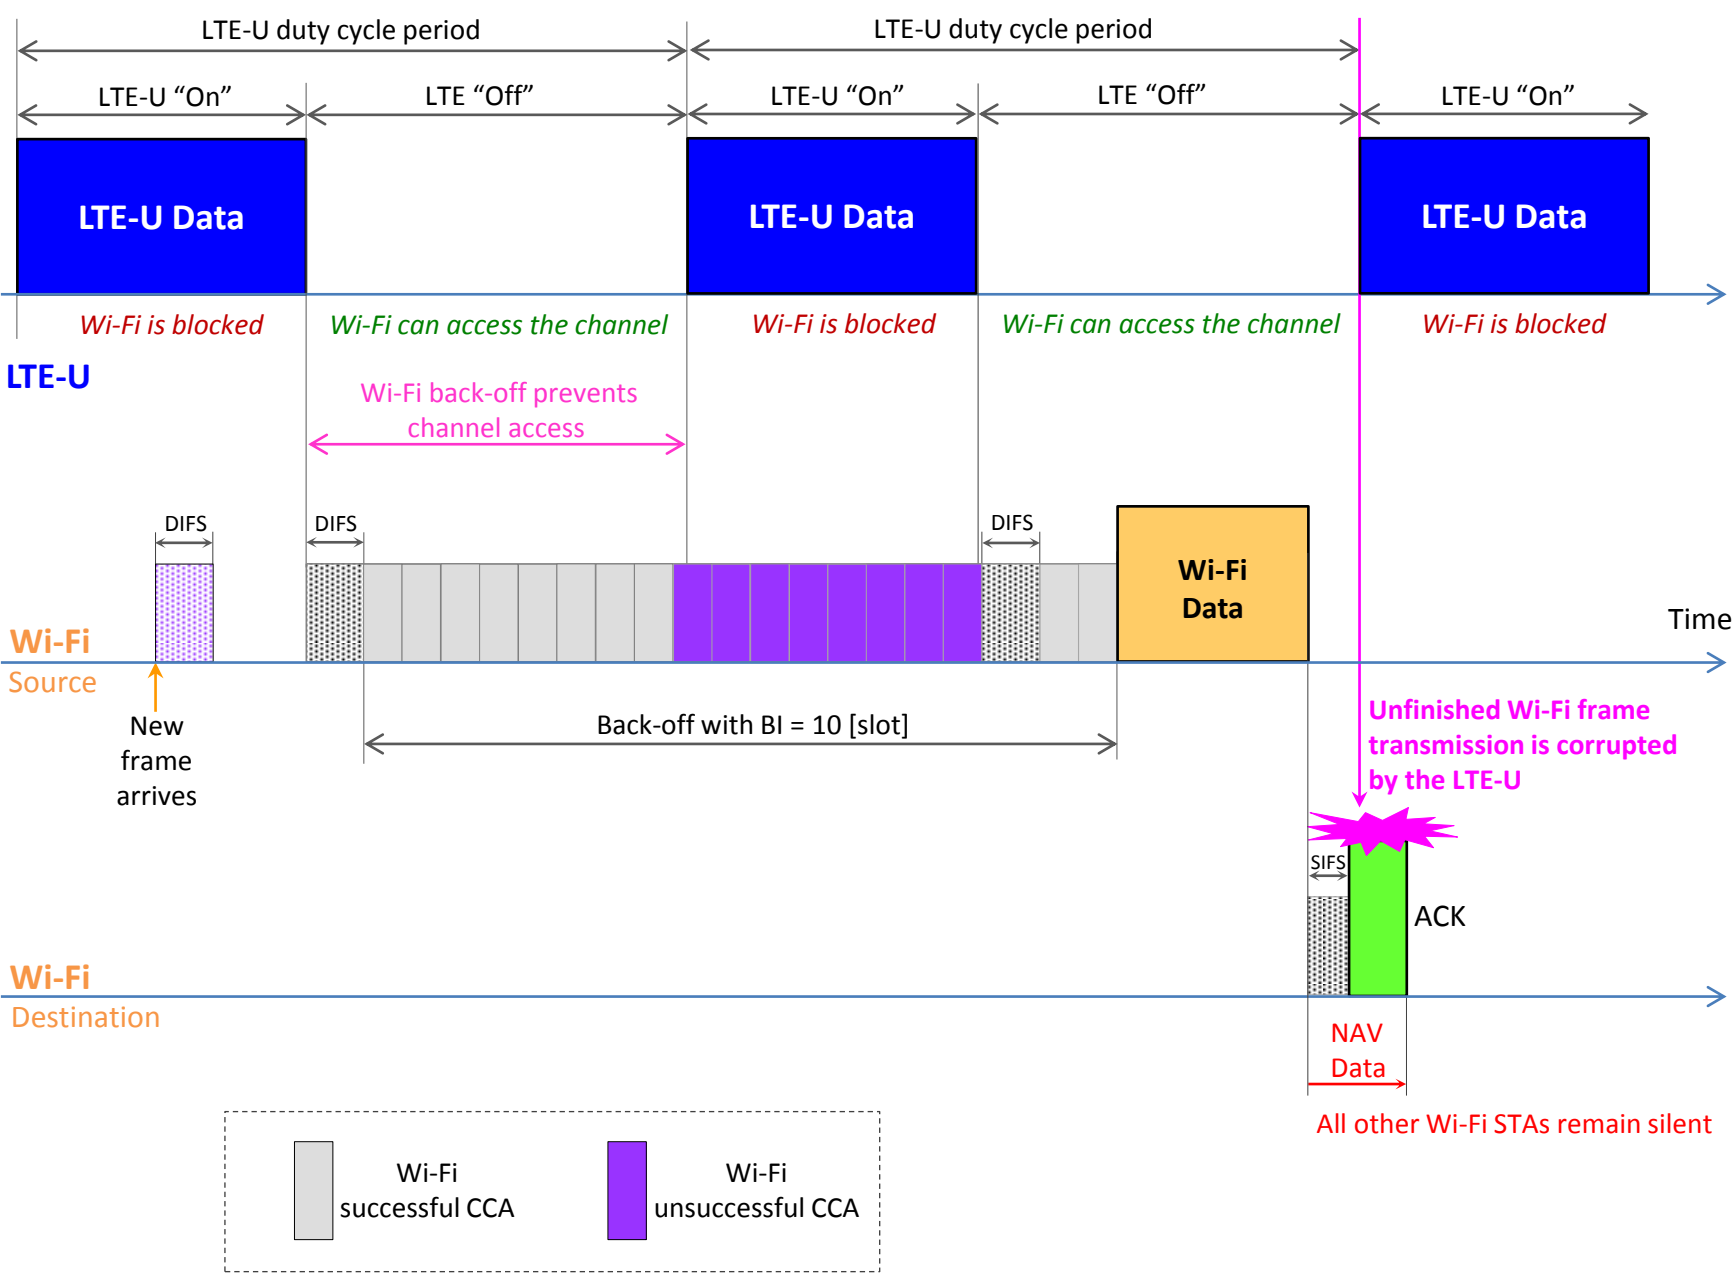 LTE-U duty cycle period
LTE-U duty cycle period
LTE-U “On”
LTE “Off”
LTE-U “On”
LTE “Off”
LTE-U “On”
LTE-U Data
LTE-U Data
LTE-U Data
Wi-Fi is blocked
Wi-Fi can access the channel
Wi-Fi is blocked
Wi-Fi can access the channel
Wi-Fi is blocked
LTE-U
Wi-Fi back-off prevents
channel access
DIFS
DIFS
DIFS
Wi-Fi
Data
Time
Wi-Fi
Source
New
frame
arrives
Back-off with BI = 10 [slot]
Unfinished Wi-Fi frame
transmission is corrupted
by the LTE-U
SIFS
ACK
Wi-Fi
Destination
NAV
Data
All other Wi-Fi STAs remain silent
Wi-Fi
successful CCA
Wi-Fi
unsuccessful CCA